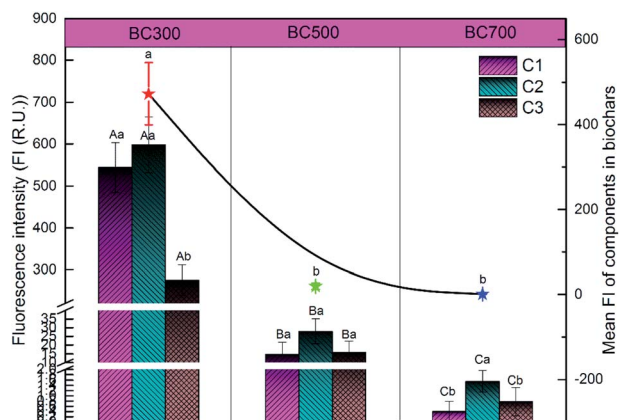 BC300 BC500 BC700
C1
C2
C3
Fluorescence intensity (FI (R.U.))
Mean FI of components in biochars
900
800
700
600
500
400
300
35
30
25
20
15
10
600
400
200
0
-200
a
b
b
Aa
Aa
Ab
Ba
Ba
Ba
Cb
Ca
Cb